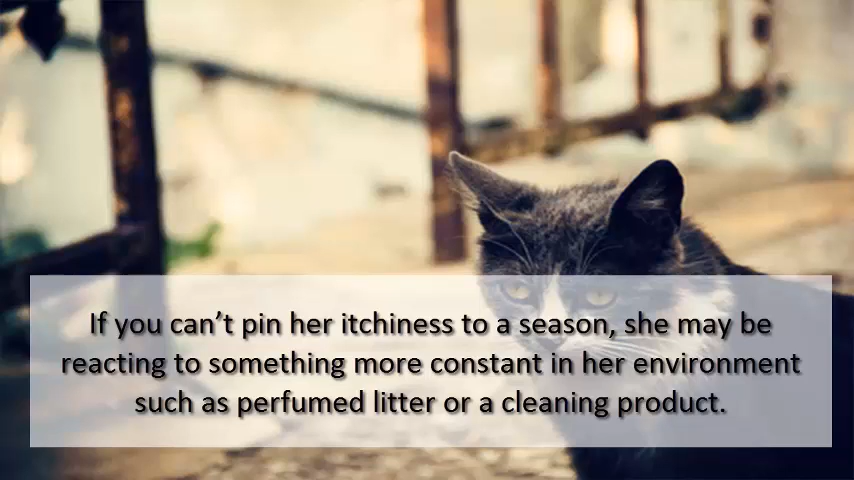 If you can’t pin her itchiness to a season, she may be
reacting to something more constant in her environment
such as perfumed litter or a cleaning product.